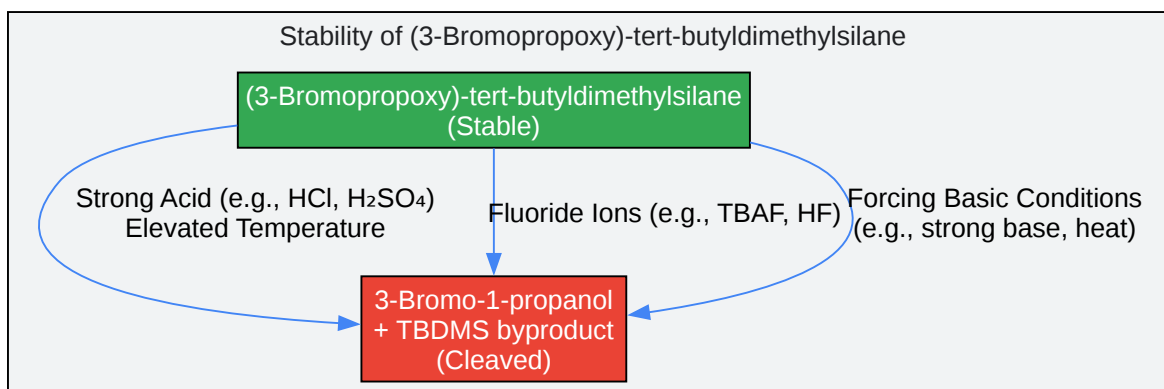 Stability of (3-Bromopropoxy)-tert-butyldimethylsilane
(3-Bromopropoxy)-tert-butyldimethylsilane
(Stable)
Strong Acid (e.g., HCl, H₂SO₄)
Elevated Temperature
Fluoride Ions (e.g., TBAF, HF)
Forcing Basic Conditions
(e.g., strong base, heat)
3-Bromo-1-propanol
+ TBDMS byproduct
(Cleaved)